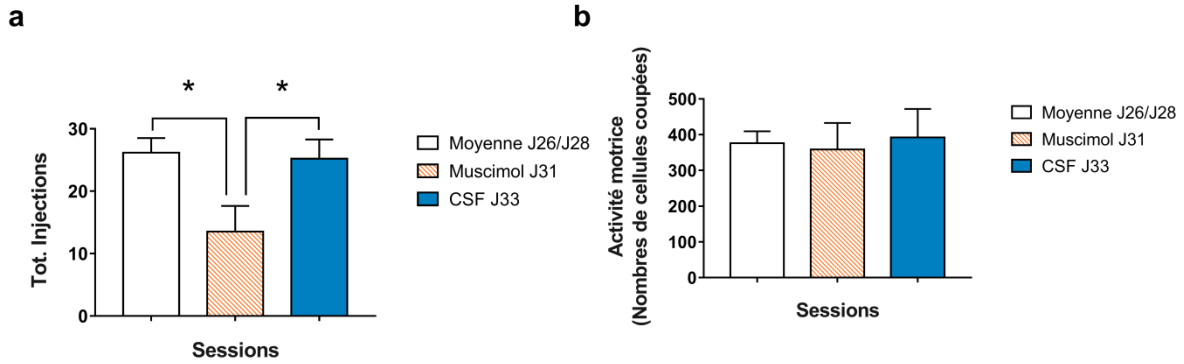 a
*
*
30
20
10
0
Tot. Injections
Sessions
Moyenne J26/J28
Muscimol J31
CSF J33
b
500
400
300
200
100
0
Activité motrice
(Nombres de cellules coupées)
Sessions
Moyenne J26/J28
Muscimol J31
CSF J33